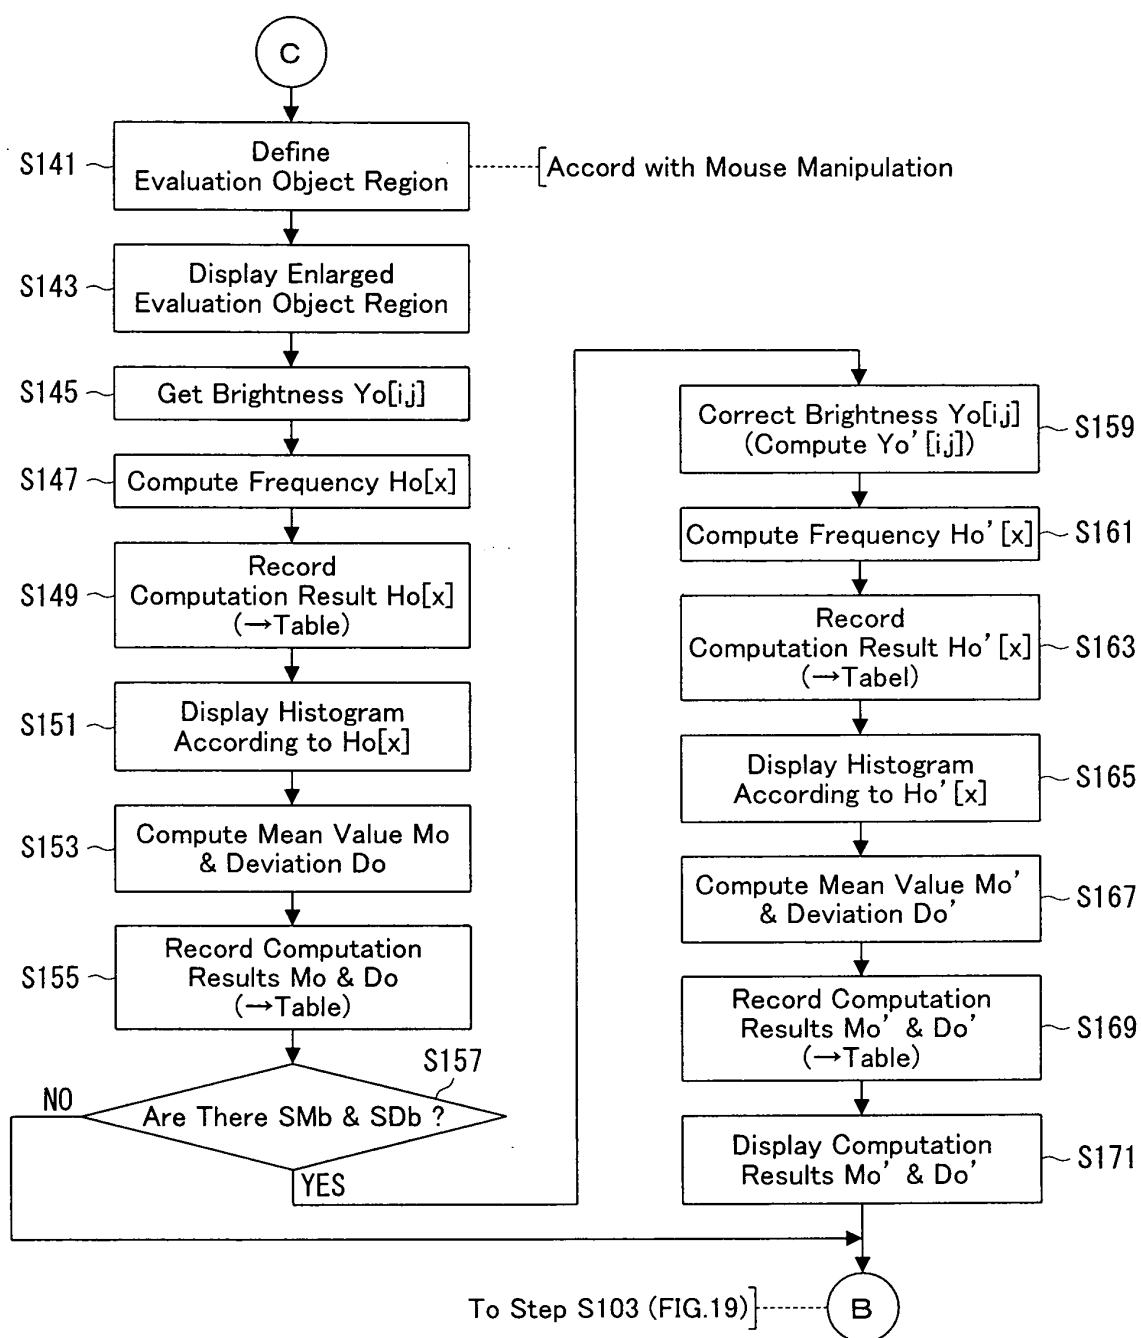 C
S141
Define
Evaluation Object Region
Accord with Mouse Manipulation
S143
Display Enlarged
Evaluation Object Region
S145
Get Brightness Yo[i,j]
S147
Compute Frequency Ho[x]
S149
Record
Computation Result Ho[x]
(→Table)
S151
Display Histogram
According to Ho[x]
S153
Compute Mean Value Mo
& Deviation Do
S155
Record Computation
Results Mo & Do
(→Table)
S157
NO
Are There SMb & SDb ?
YES
Correct Brightness Yo[i,j]
(Compute Yo'[i,j])
S159
Compute Frequency Ho'[x]
S161
Record
Computation Result Ho'[x]
(→Tabel)
S163
Display Histogram
According to Ho'[x]
S165
Compute Mean Value Mo'
& Deviation Do'
S167
Record Computation
Results Mo' & Do'
(→Table)
S169
Display Computation
Results Mo' & Do'
S171
To Step S103 (FIG.19)
B